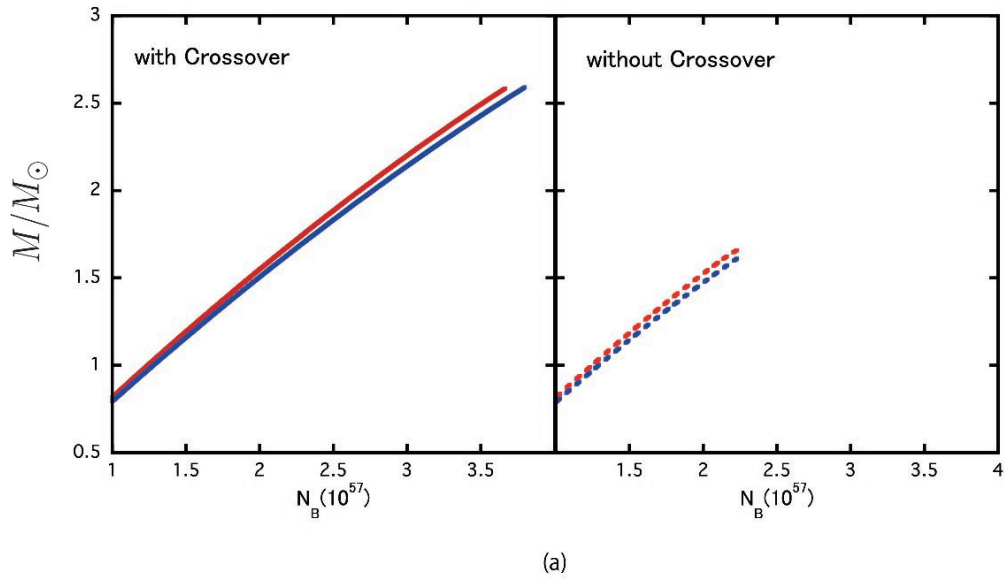 3
2.5
2
1.5
1
0.5
M/M☉
with Crossover
without Crossover
1 1.5 2 2.5 3 3.5
1.5 2 2.5 3 3.5 4
N_B(10^57)
N_B(10^57)
(a)